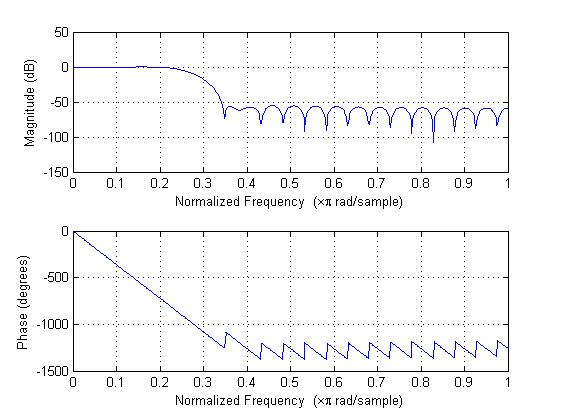 50
0
-50
-100
-150
Magnitude (dB)
0 0.1 0.2 0.3 0.4 0.5 0.6 0.7 0.8 0.9 1
Normalized Frequency (×π rad/sample)
0
-500
-1000
-1500
Phase (degrees)
0 0.1 0.2 0.3 0.4 0.5 0.6 0.7 0.8 0.9 1
Normalized Frequency (×π rad/sample)